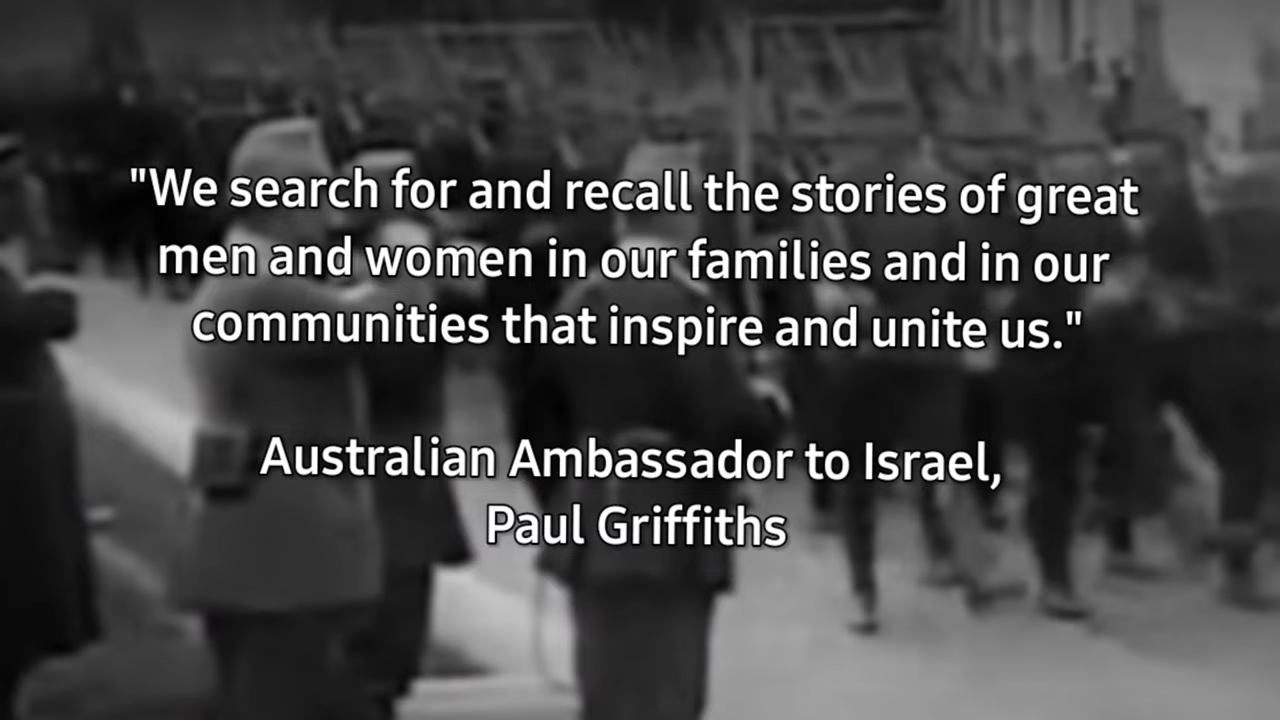 "We search for and recall the stories of great
men and women in our families and in our
communities that inspire and unite us."
Australian Ambassador to Israel,
Paul Griffiths